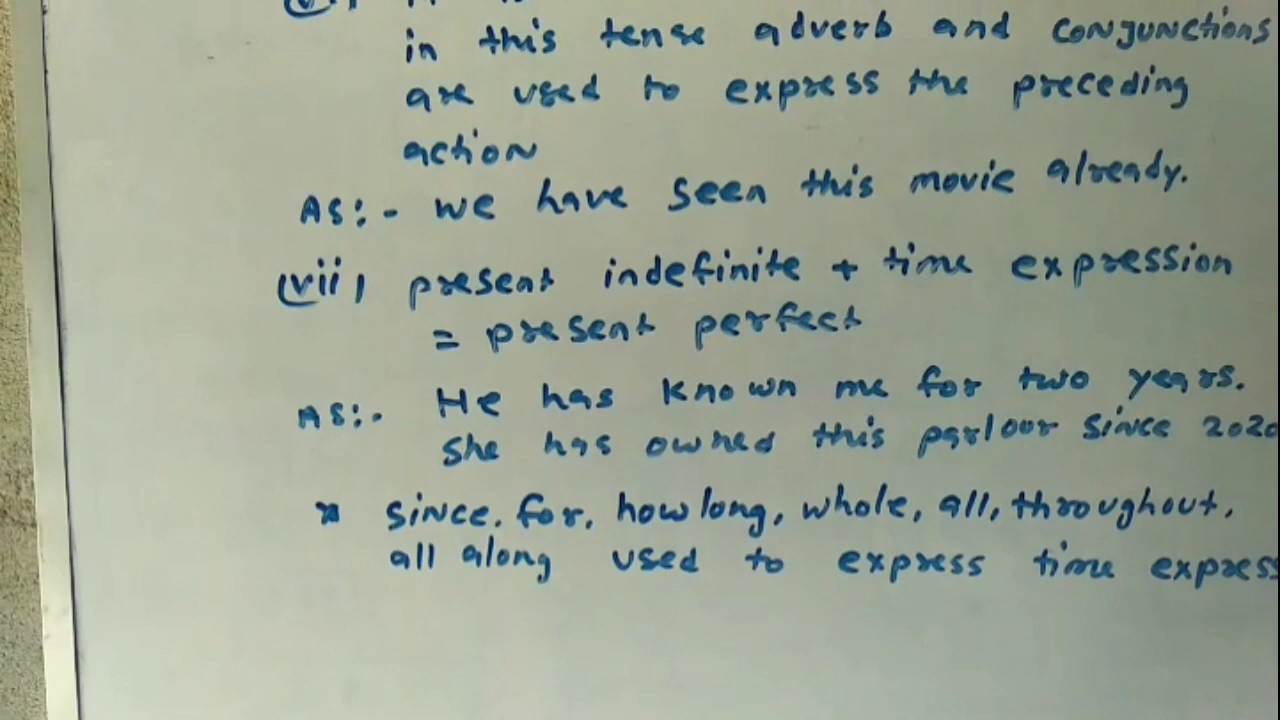 in this tense adverb and conjunctions
are used to express the preceding
action
As:- we have seen this movie already.
(vii) present indefinite + time expression
= present perfect
As:- He has known me for two years.
She has owned this parlour since 2020
* since, for, how long, whole, all, throughout,
all along used to express time express